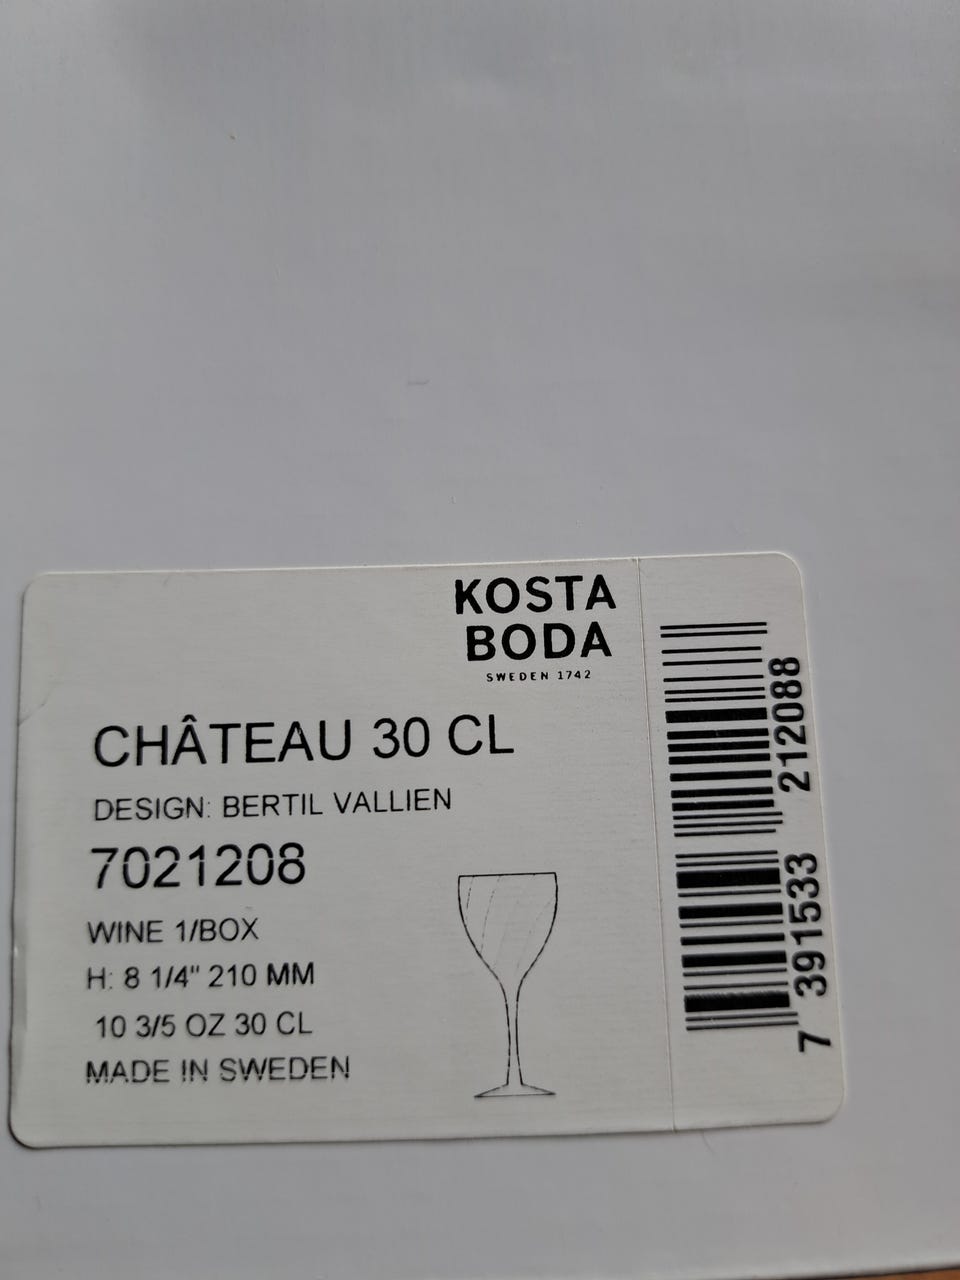 KOSTA
BODA
SWEDEN 1742
CHÂTEAU 30 CL
DESIGN: BERTIL VALLIEN
7021208
WINE 1/BOX
H: 8 1/4" 210 MM
10 3/5 OZ 30 CL
MADE IN SWEDEN
7 391533 212088